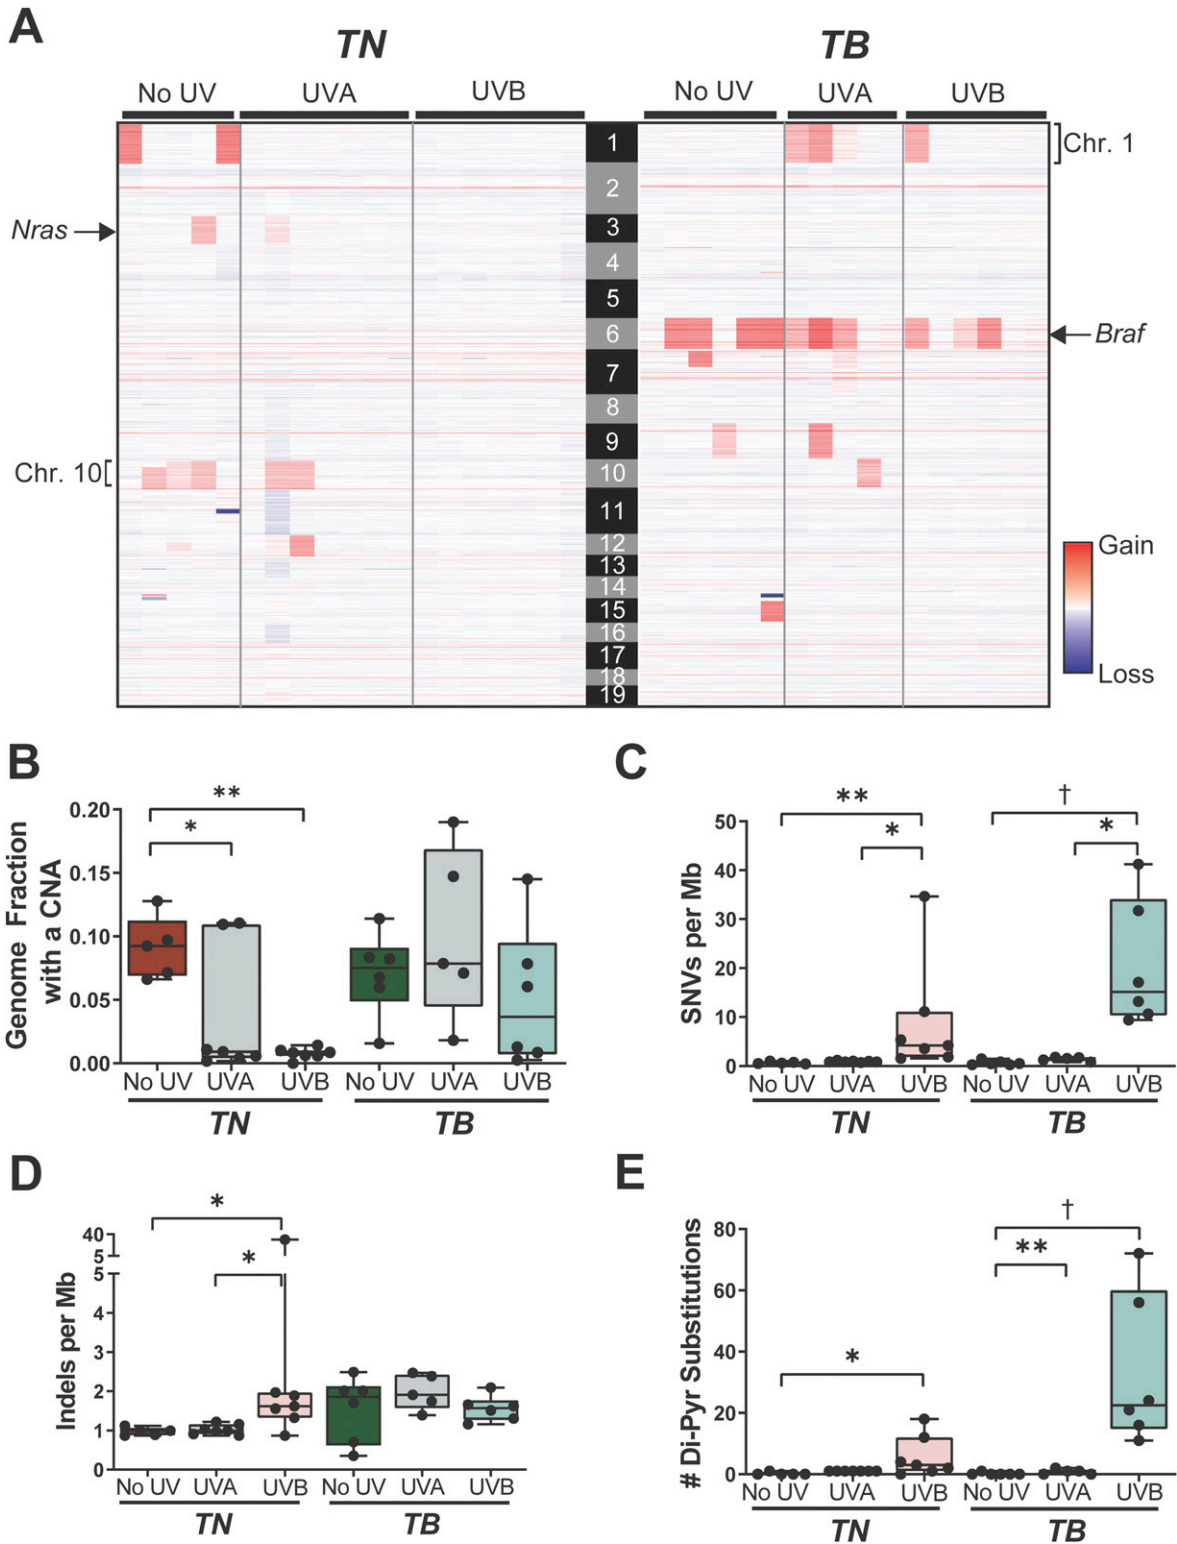 A
TN
TB
No UV
UVA
UVB
No UV
UVA
UVB
1
2
3
4
5
6
7
8
9
10
11
12
13
14
15
16
17
18
19
Chr. 1
Nras
Braf
Chr. 10
Gain
Loss
B
Genome Fraction
with a CNA
0.20
0.15
0.10
0.05
0.00
**
*
No UV
UVA
UVB
No UV
UVA
UVB
TN
TB
C
SNVs per Mb
50
40
30
20
10
0
**
*
†
*
No UV
UVA
UVB
No UV
UVA
UVB
TN
TB
D
Indels per Mb
40
5
5
4
3
2
1
0
*
*
No UV
UVA
UVB
No UV
UVA
UVB
TN
TB
E
# Di-Pyr Substitutions
80
60
40
20
0
*
†
**
No UV
UVA
UVB
No UV
UVA
UVB
TN
TB